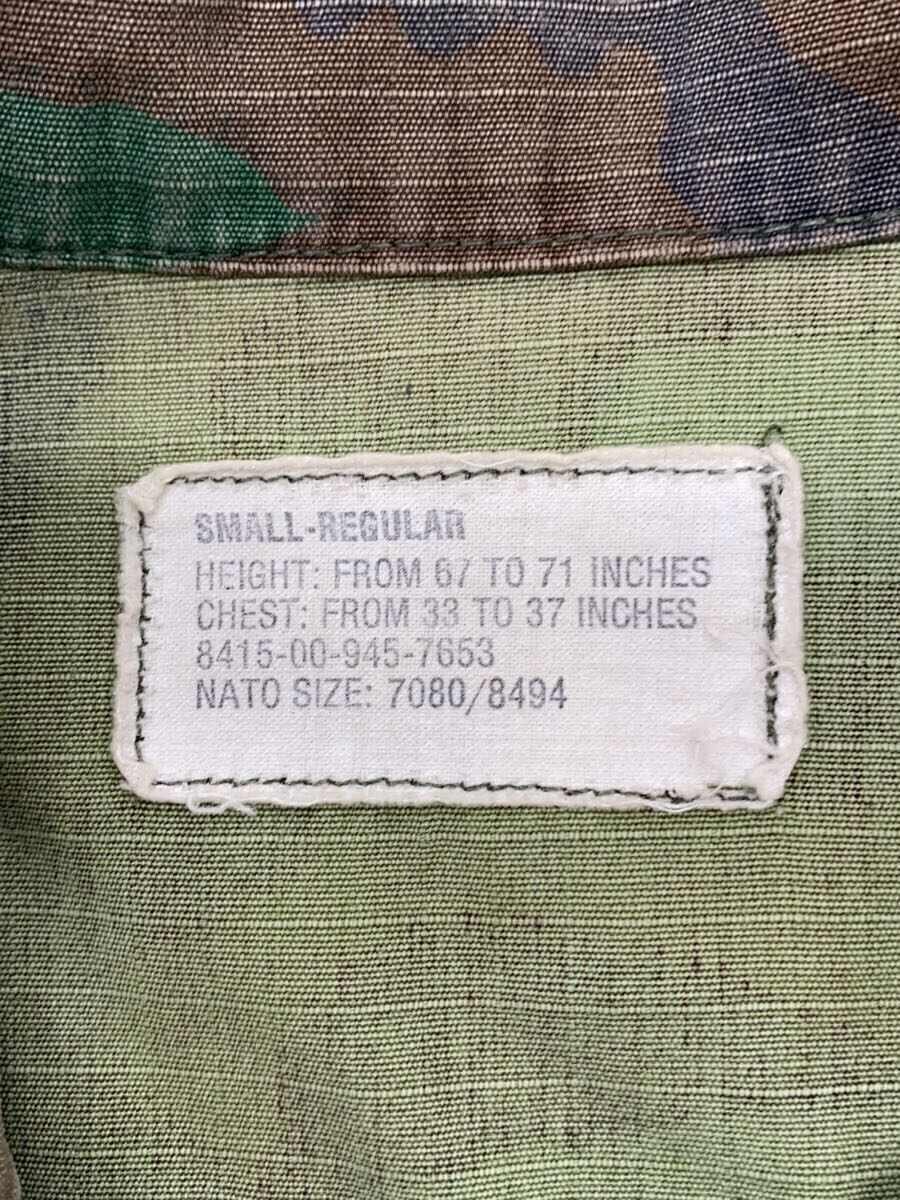 SMALL-REGULAR
HEIGHT: FROM 67 TO 71 INCHES
CHEST: FROM 33 TO 37 INCHES
8415-00-945-7653
NATO SIZE: 7080/8494